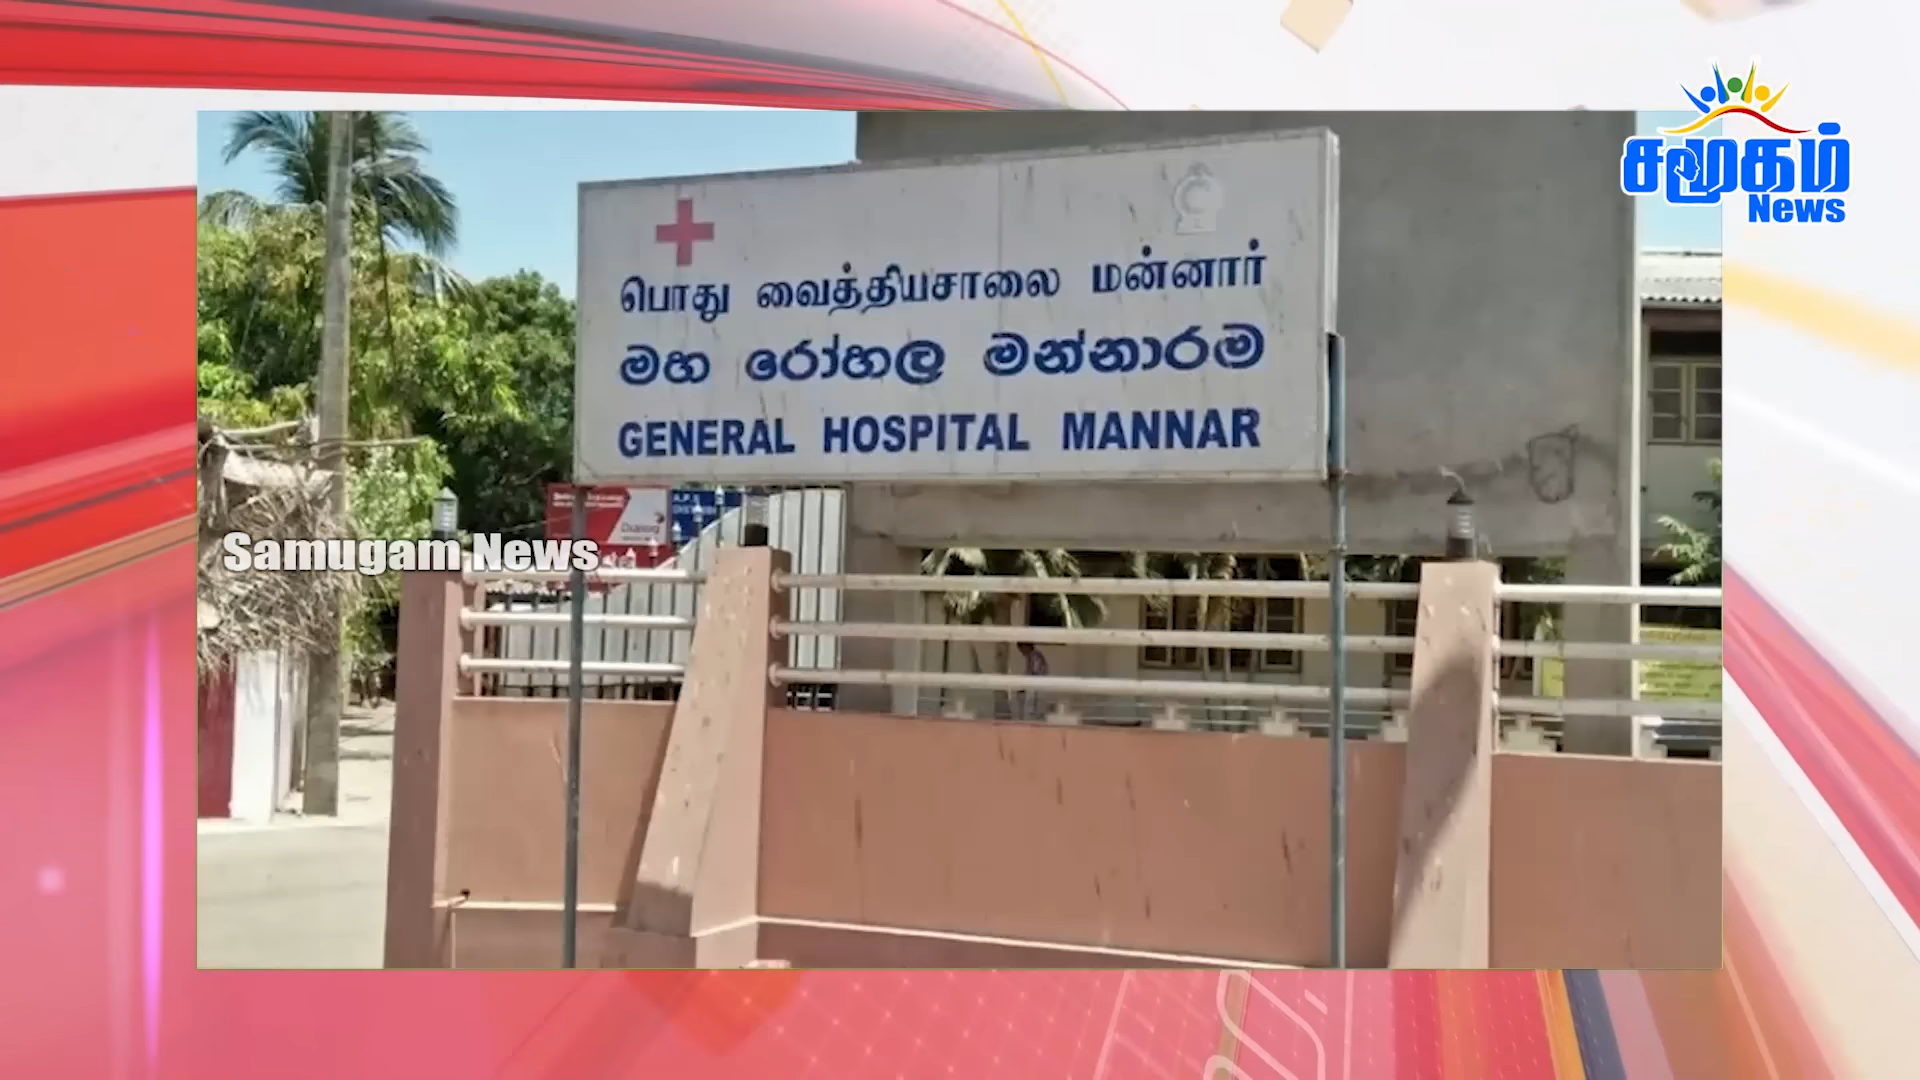 சமூகம்
News
பொது வைத்தியசாலை மன்னார்
මහ රෝහල මන්නාරම
GENERAL HOSPITAL MANNAR
Samugam News